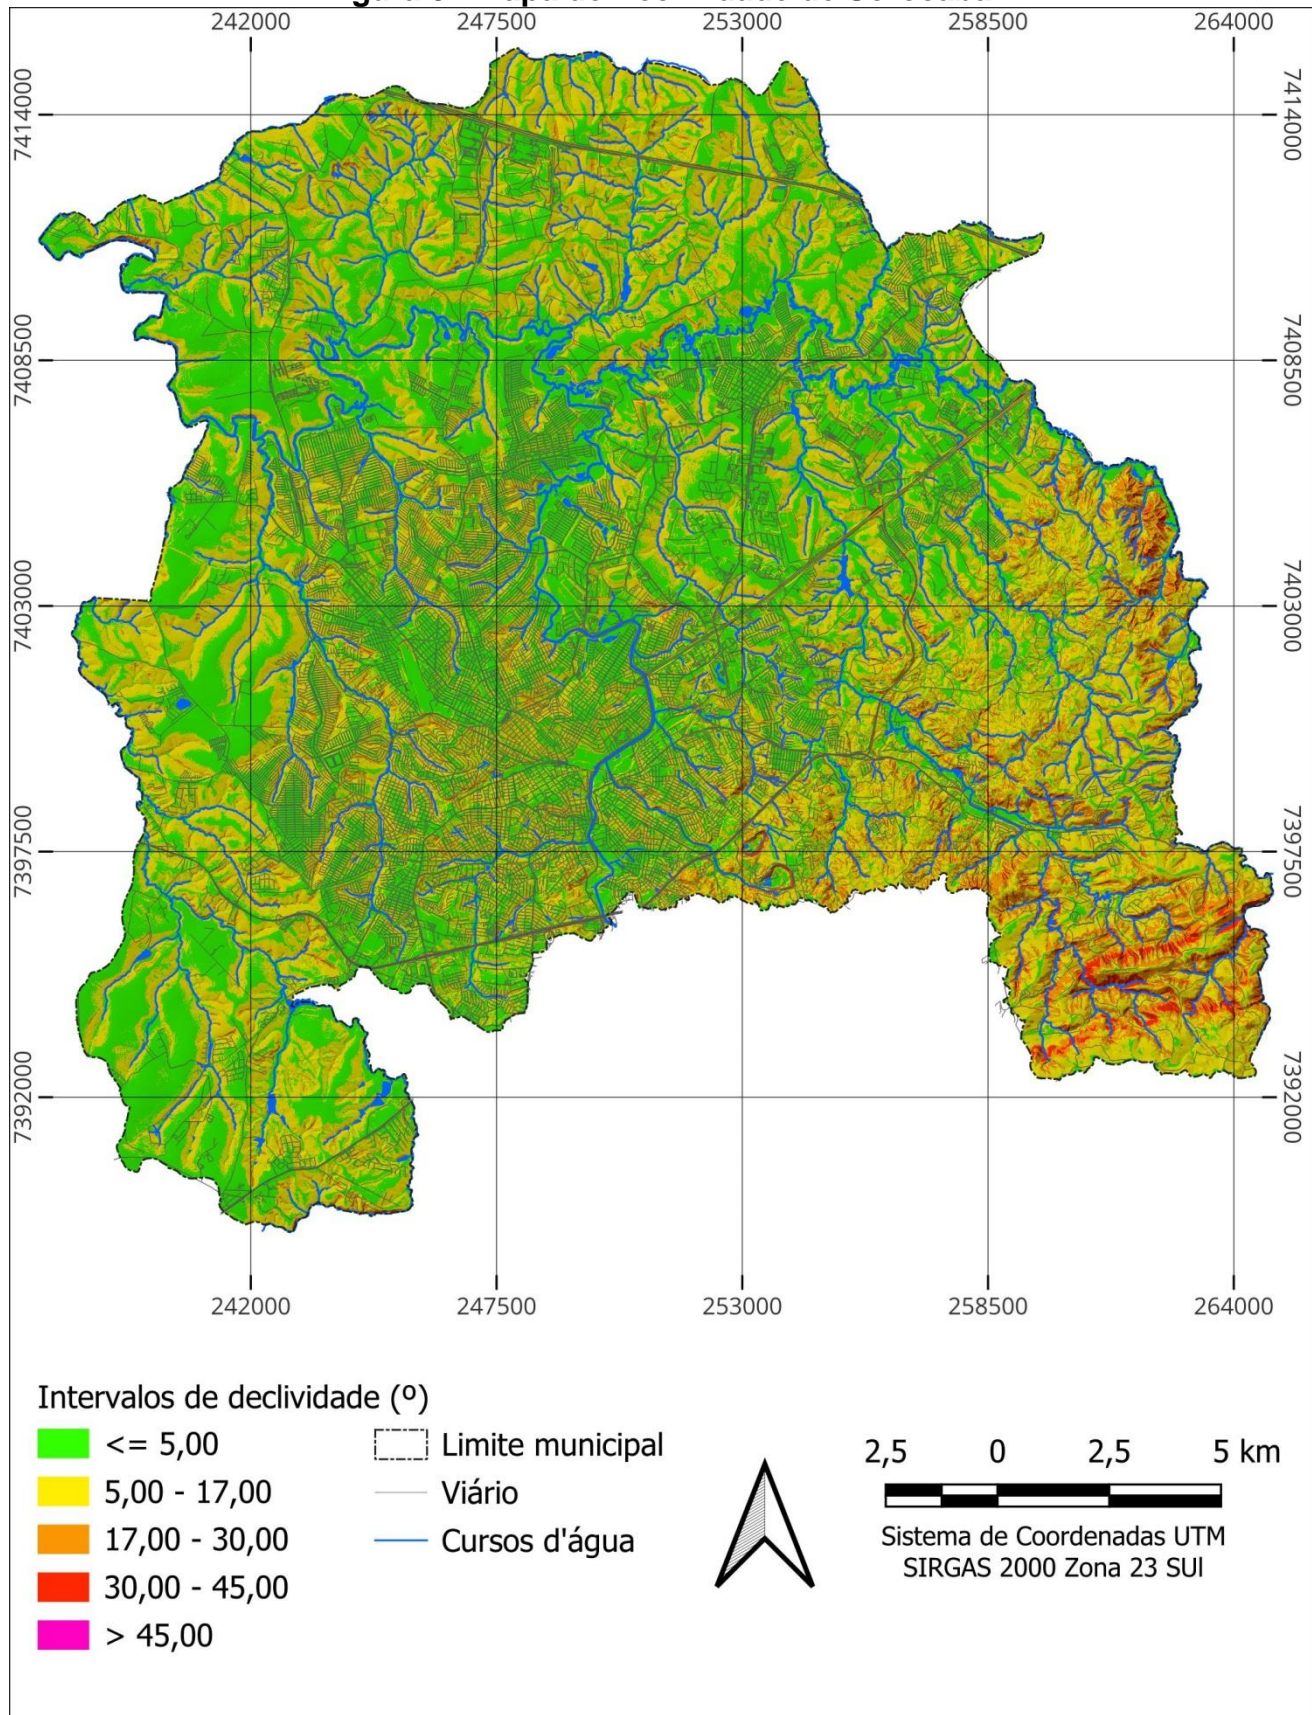 242000 247500 253000 258500 264000
7414000 7414000
7408500 7408500
7403000 7403000
7397500 7397500
7392000 7392000
242000 247500 253000 258500 264000
Intervalos de declividade (º)
<= 5,00
5,00 - 17,00
17,00 - 30,00
30,00 - 45,00
> 45,00
Limite municipal
Viário
Cursos d'água
2,5 0 2,5 5 km
Sistema de Coordenadas UTM
SIRGAS 2000 Zona 23 SUl